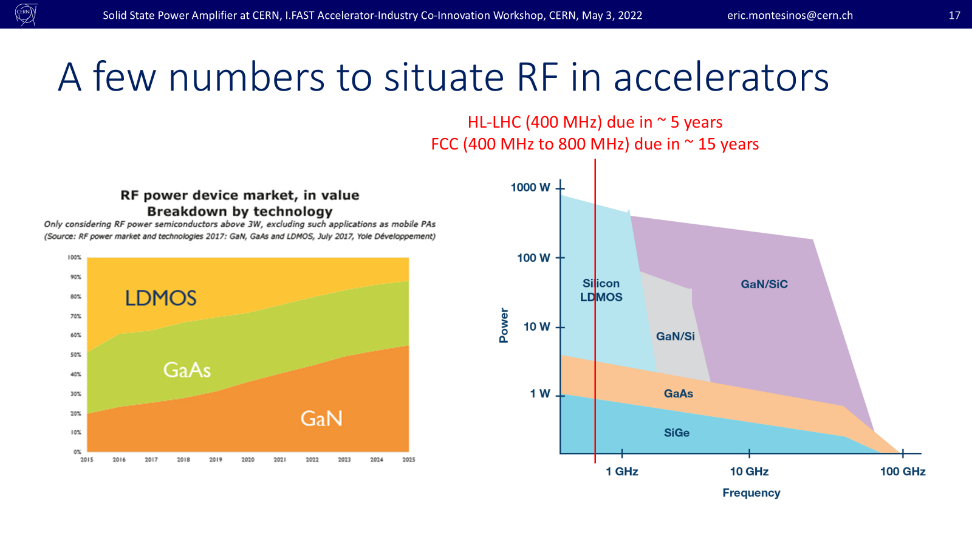 Solid State Power Amplifier at CERN, I.FAST Accelerator-Industry Co-Innovation Workshop, CERN, May 3, 2022
eric.montesinos@cern.ch
17
A few numbers to situate RF in accelerators
HL-LHC (400 MHz) due in ~ 5 years
FCC (400 MHz to 800 MHz) due in ~ 15 years
RF power device market, in value
Breakdown by technology
Only considering RF power semiconductors above 3W, excluding such applications as mobile PAs
(Source: RF power market and technologies 2017: GaN, GaAs and LDMOS, July 2017, Yole Développement)
100%
90%
80%
70%
60%
50%
40%
30%
20%
10%
0%
LDMOS
GaAs
GaN
2015 2016 2017 2018 2019 2020 2021 2022 2023 2024 2025
1000 W
100 W
10 W
1 W
Power
Silicon
LDMOS
GaN/SiC
GaN/Si
GaAs
SiGe
1 GHz 10 GHz 100 GHz
Frequency